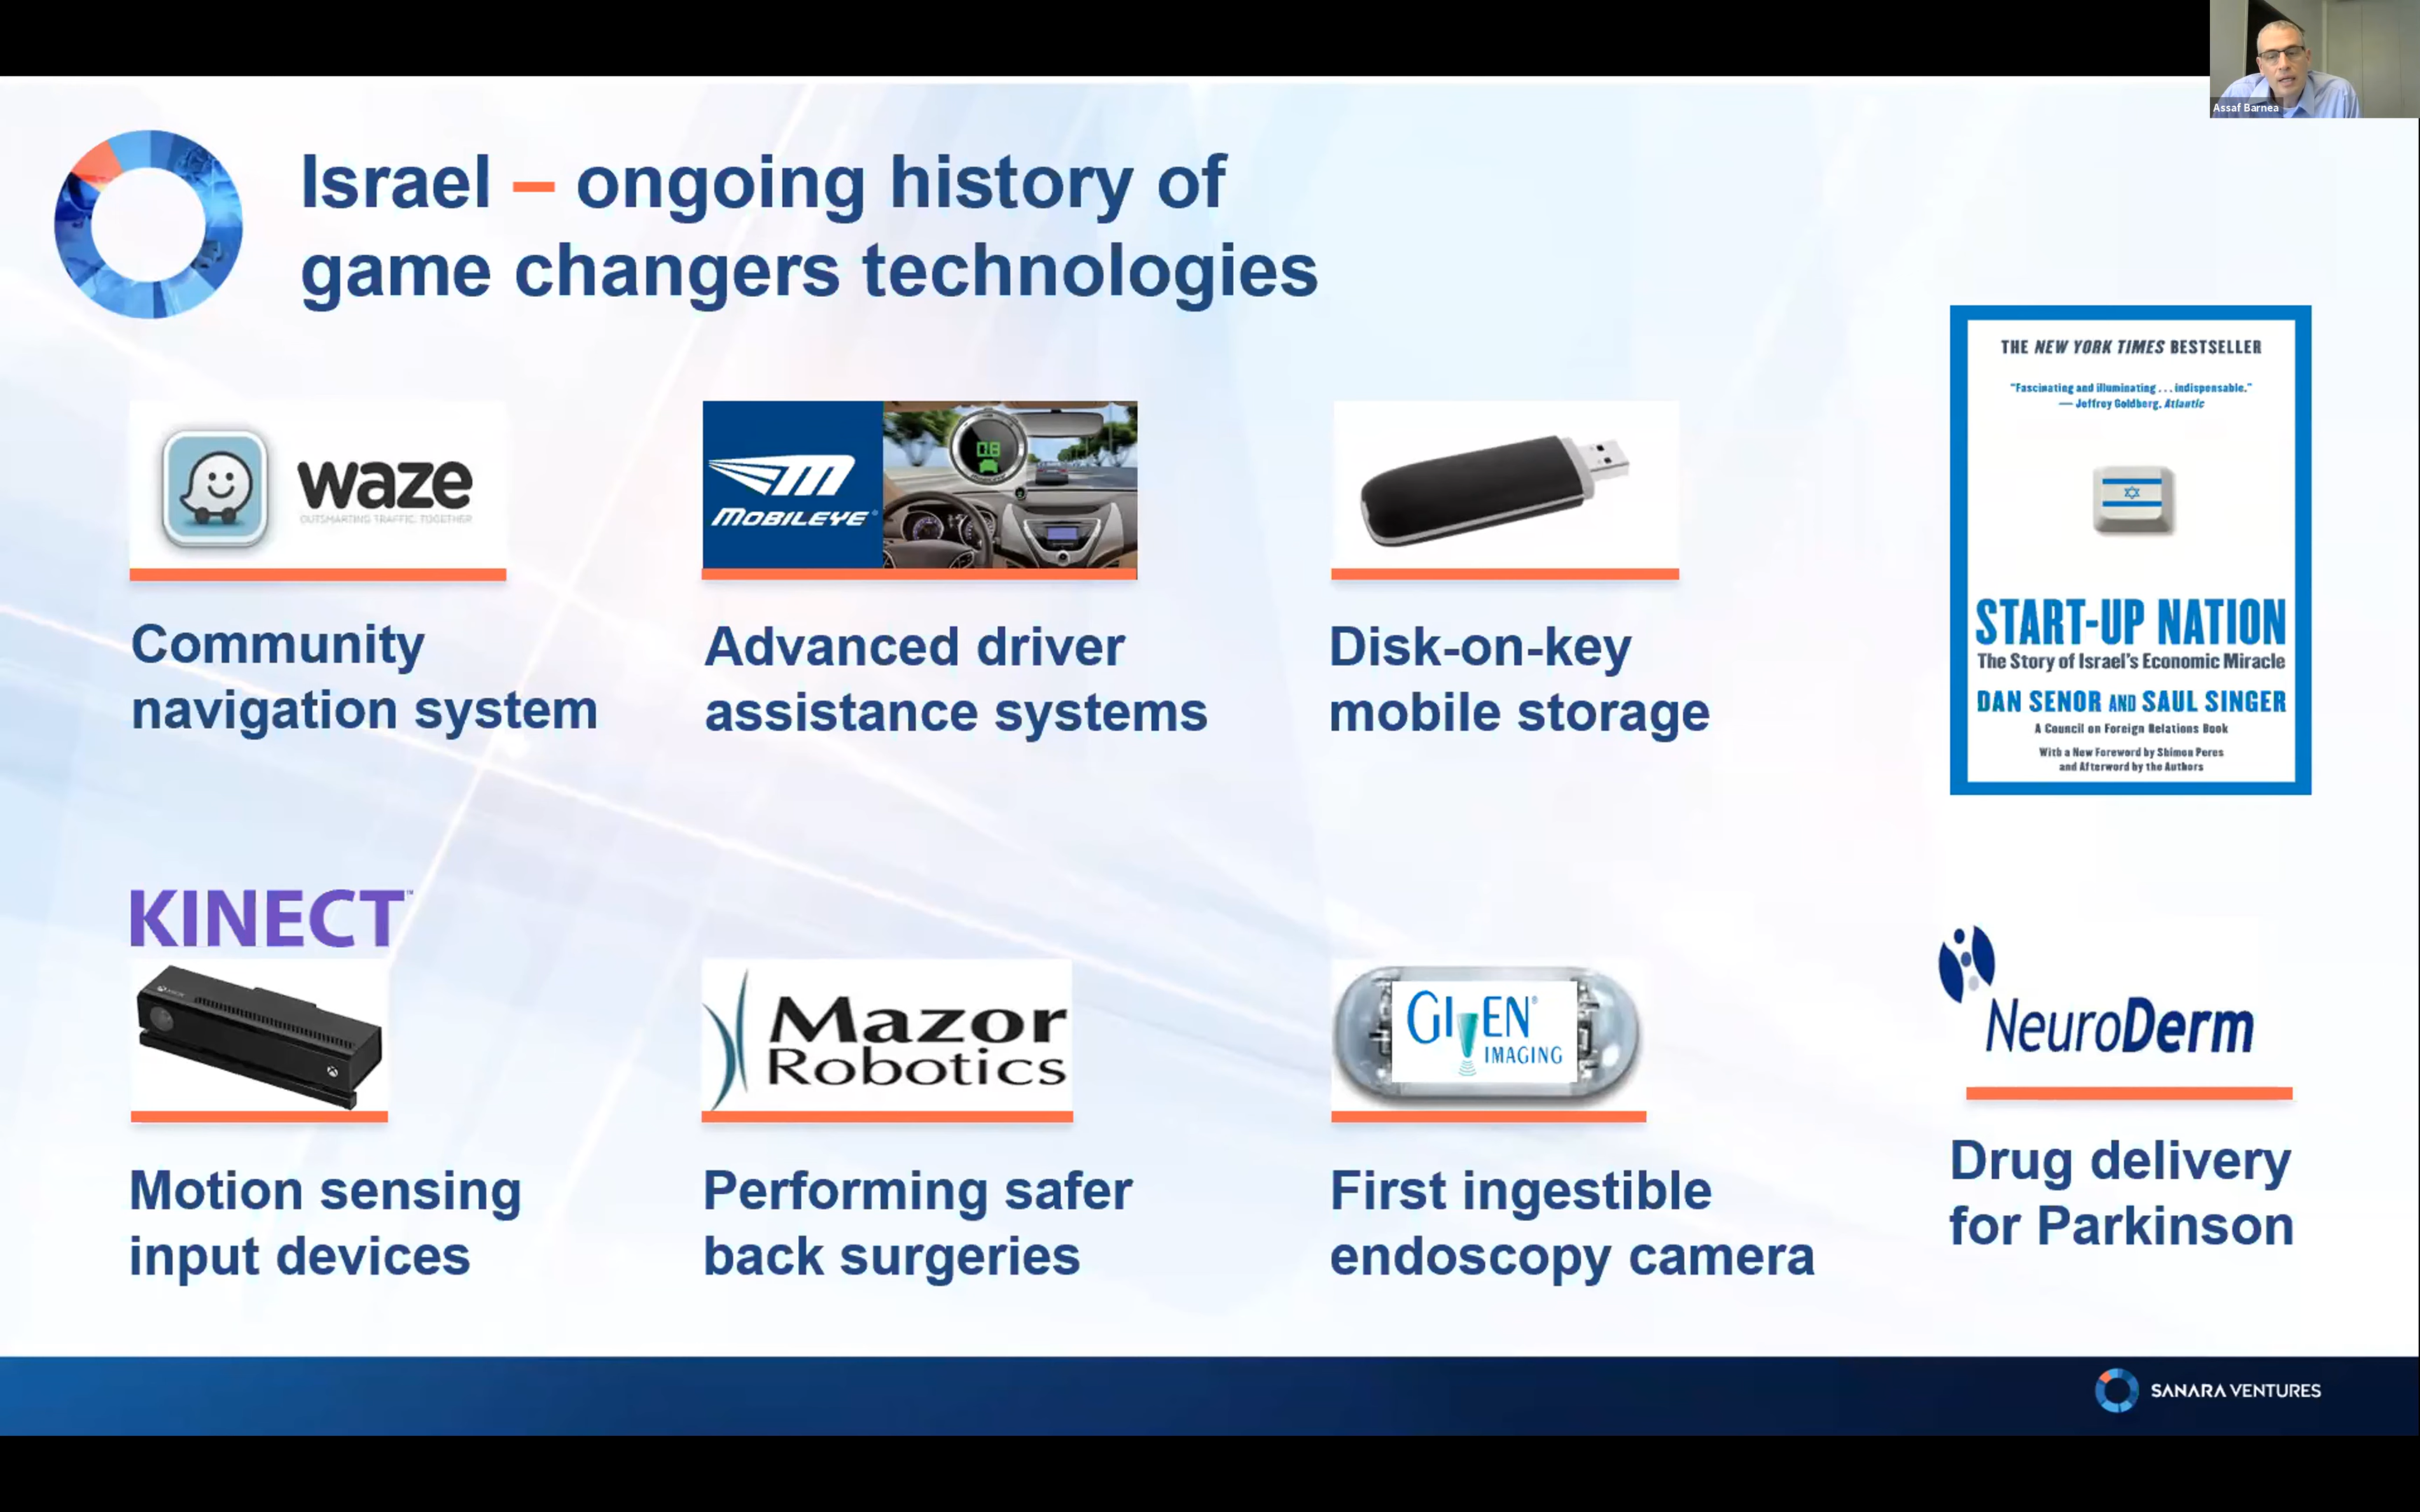 Assaf Barnea
Israel – ongoing history of
game changers technologies
waze
OUTSMARTING TRAFFIC, TOGETHER
Community
navigation system
MOBILEYE®
0.8
Advanced driver
assistance systems
Disk-on-key
mobile storage
THE NEW YORK TIMES BESTSELLER
"Fascinating and illuminating . . . indispensable."
— Jeffrey Goldberg, Atlantic
START-UP NATION
The Story of Israel's Economic Miracle
DAN SENOR AND SAUL SINGER
A Council on Foreign Relations Book
With a New Foreword by Shimon Peres
and Afterword by the Authors
KINECT™
Motion sensing
input devices
Mazor
Robotics
Performing safer
back surgeries
GIVEN®
IMAGING
First ingestible
endoscopy camera
NeuroDerm
Drug delivery
for Parkinson
SANARA VENTURES